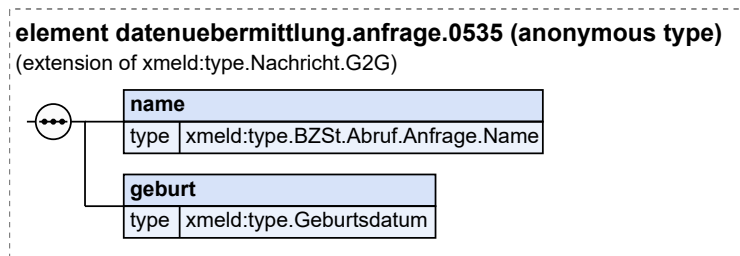 element datenuebermittlung.anfrage.0535 (anonymous type)
(extension of xmeld:type.Nachricht.G2G)
name
type xmeld:type.BZSt.Abruf.Anfrage.Name
geburt
type xmeld:type.Geburtsdatum